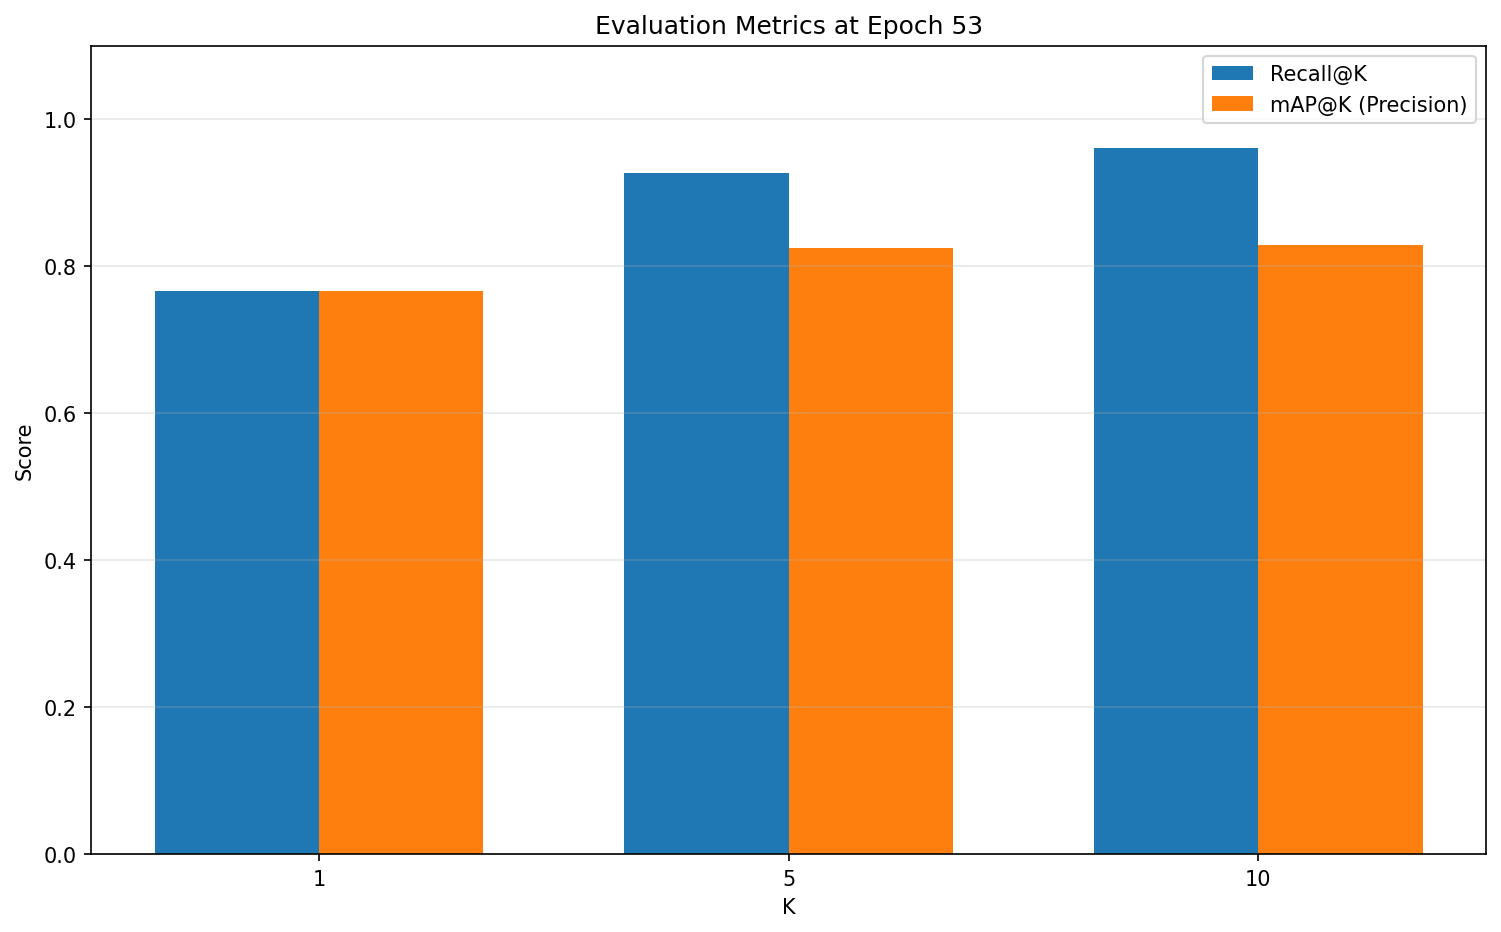 Evaluation Metrics at Epoch 53
Recall@K
mAP@K (Precision)
1.0
0.8
0.6
0.4
0.2
0.0
Score
1 5 10
K